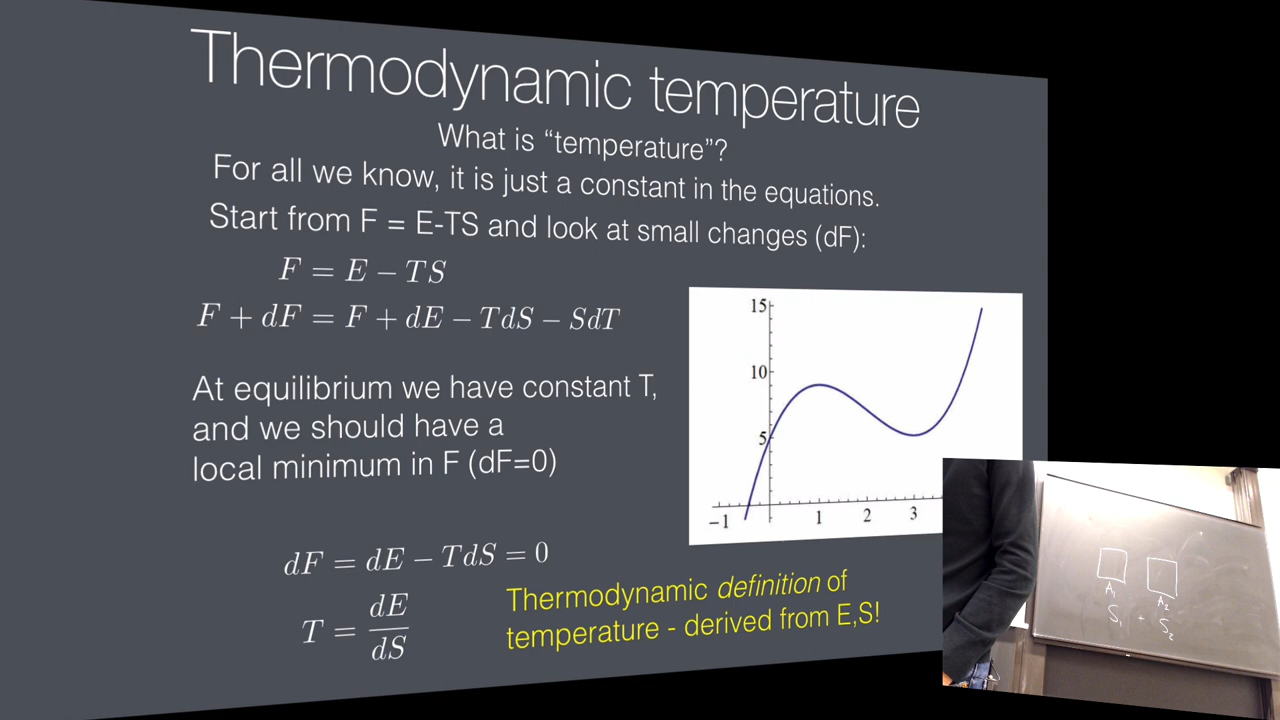 Thermodynamic temperature
What is “temperature”?
For all we know, it is just a constant in the equations.
Start from F = E-TS and look at small changes (dF):
F = E − TS
F + dF = F + dE − TdS − SdT
At equilibrium we have constant T,
and we should have a
local minimum in F (dF=0)
15
10
5
−1 1 2 3
dF = dE − TdS = 0
T = dE/dS
Thermodynamic definition of
temperature - derived from E,S!
A₁ A₂
S₁ + S₂